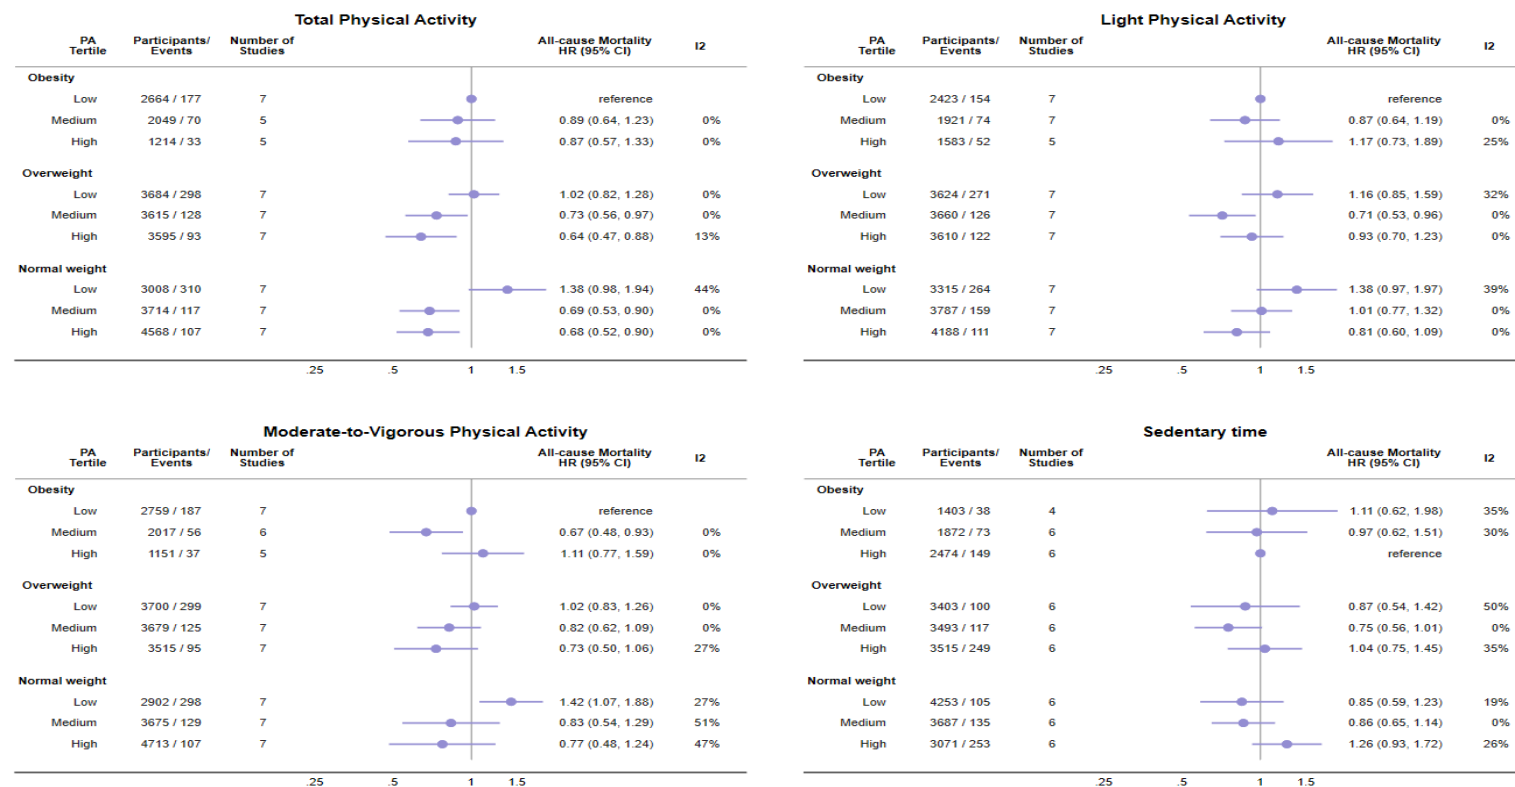 Total Physical Activity
PA Tertile Participants/ Events Number of Studies All-cause Mortality HR (95% CI) I2
Obesity
Low 2664 / 177 7 reference
Medium 2049 / 70 5 0.89 (0.64, 1.23) 0%
High 1214 / 33 5 0.87 (0.57, 1.33) 0%
Overweight
Low 3684 / 298 7 1.02 (0.82, 1.28) 0%
Medium 3615 / 128 7 0.73 (0.56, 0.97) 0%
High 3595 / 93 7 0.64 (0.47, 0.88) 13%
Normal weight
Low 3008 / 310 7 1.38 (0.98, 1.94) 44%
Medium 3714 / 117 7 0.69 (0.53, 0.90) 0%
High 4568 / 107 7 0.68 (0.52, 0.90) 0%
.25 .5 1 1.5
Light Physical Activity
PA Tertile Participants/ Events Number of Studies All-cause Mortality HR (95% CI) I2
Obesity
Low 2423 / 154 7 reference
Medium 1921 / 74 7 0.87 (0.64, 1.19) 0%
High 1583 / 52 5 1.17 (0.73, 1.89) 25%
Overweight
Low 3624 / 271 7 1.16 (0.85, 1.59) 32%
Medium 3660 / 126 7 0.71 (0.53, 0.96) 0%
High 3610 / 122 7 0.93 (0.70, 1.23) 0%
Normal weight
Low 3315 / 264 7 1.38 (0.97, 1.97) 39%
Medium 3787 / 159 7 1.01 (0.77, 1.32) 0%
High 4188 / 111 7 0.81 (0.60, 1.09) 0%
.25 .5 1 1.5
Moderate-to-Vigorous Physical Activity
PA Tertile Participants/ Events Number of Studies All-cause Mortality HR (95% CI) I2
Obesity
Low 2759 / 187 7 reference
Medium 2017 / 56 6 0.67 (0.48, 0.93) 0%
High 1151 / 37 5 1.11 (0.77, 1.59) 0%
Overweight
Low 3700 / 299 7 1.02 (0.83, 1.26) 0%
Medium 3679 / 125 7 0.82 (0.62, 1.09) 0%
High 3515 / 95 7 0.73 (0.50, 1.06) 27%
Normal weight
Low 2902 / 298 7 1.42 (1.07, 1.88) 27%
Medium 3675 / 129 7 0.83 (0.54, 1.29) 51%
High 4713 / 107 7 0.77 (0.48, 1.24) 47%
.25 .5 1 1.5
Sedentary time
PA Tertile Participants/ Events Number of Studies All-cause Mortality HR (95% CI) I2
Obesity
Low 1403 / 38 4 1.11 (0.62, 1.98) 35%
Medium 1872 / 73 6 0.97 (0.62, 1.51) 30%
High 2474 / 149 6 reference
Overweight
Low 3403 / 100 6 0.87 (0.54, 1.42) 50%
Medium 3493 / 117 6 0.75 (0.56, 1.01) 0%
High 3515 / 249 6 1.04 (0.75, 1.45) 35%
Normal weight
Low 4253 / 105 6 0.85 (0.59, 1.23) 19%
Medium 3687 / 135 6 0.86 (0.65, 1.14) 0%
High 3071 / 253 6 1.26 (0.93, 1.72) 26%
.25 .5 1 1.5